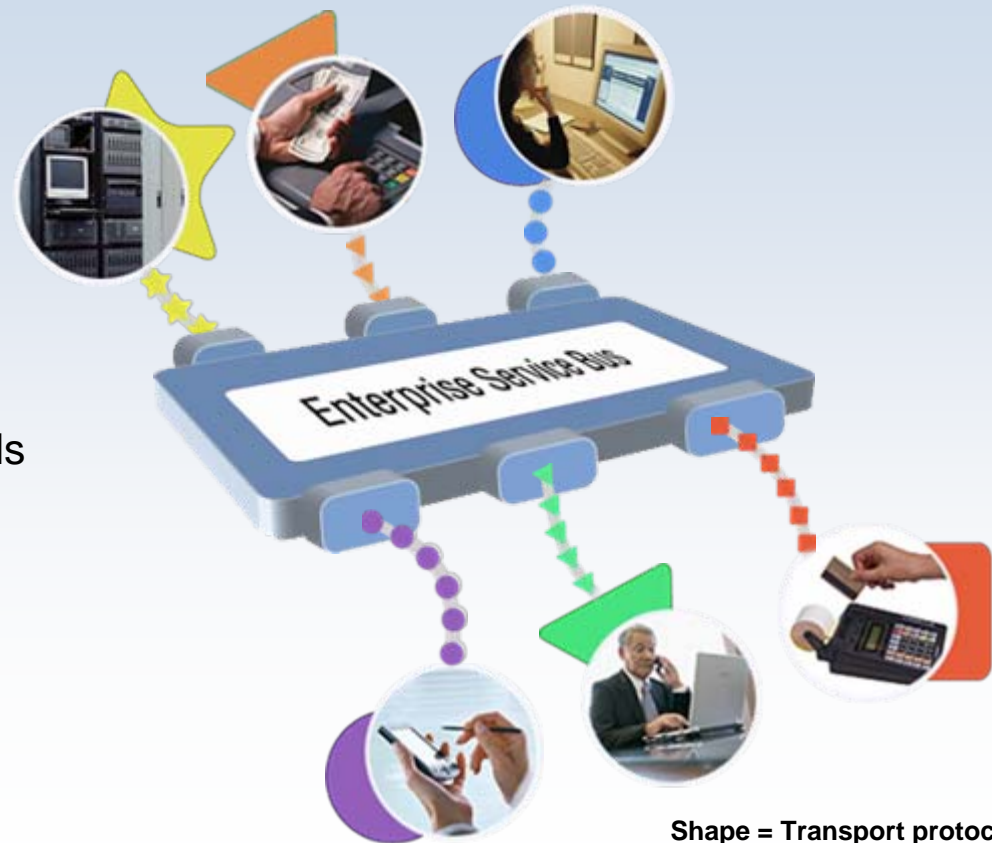 Enterprise Service Bus
ls
Shape = Transport protoc